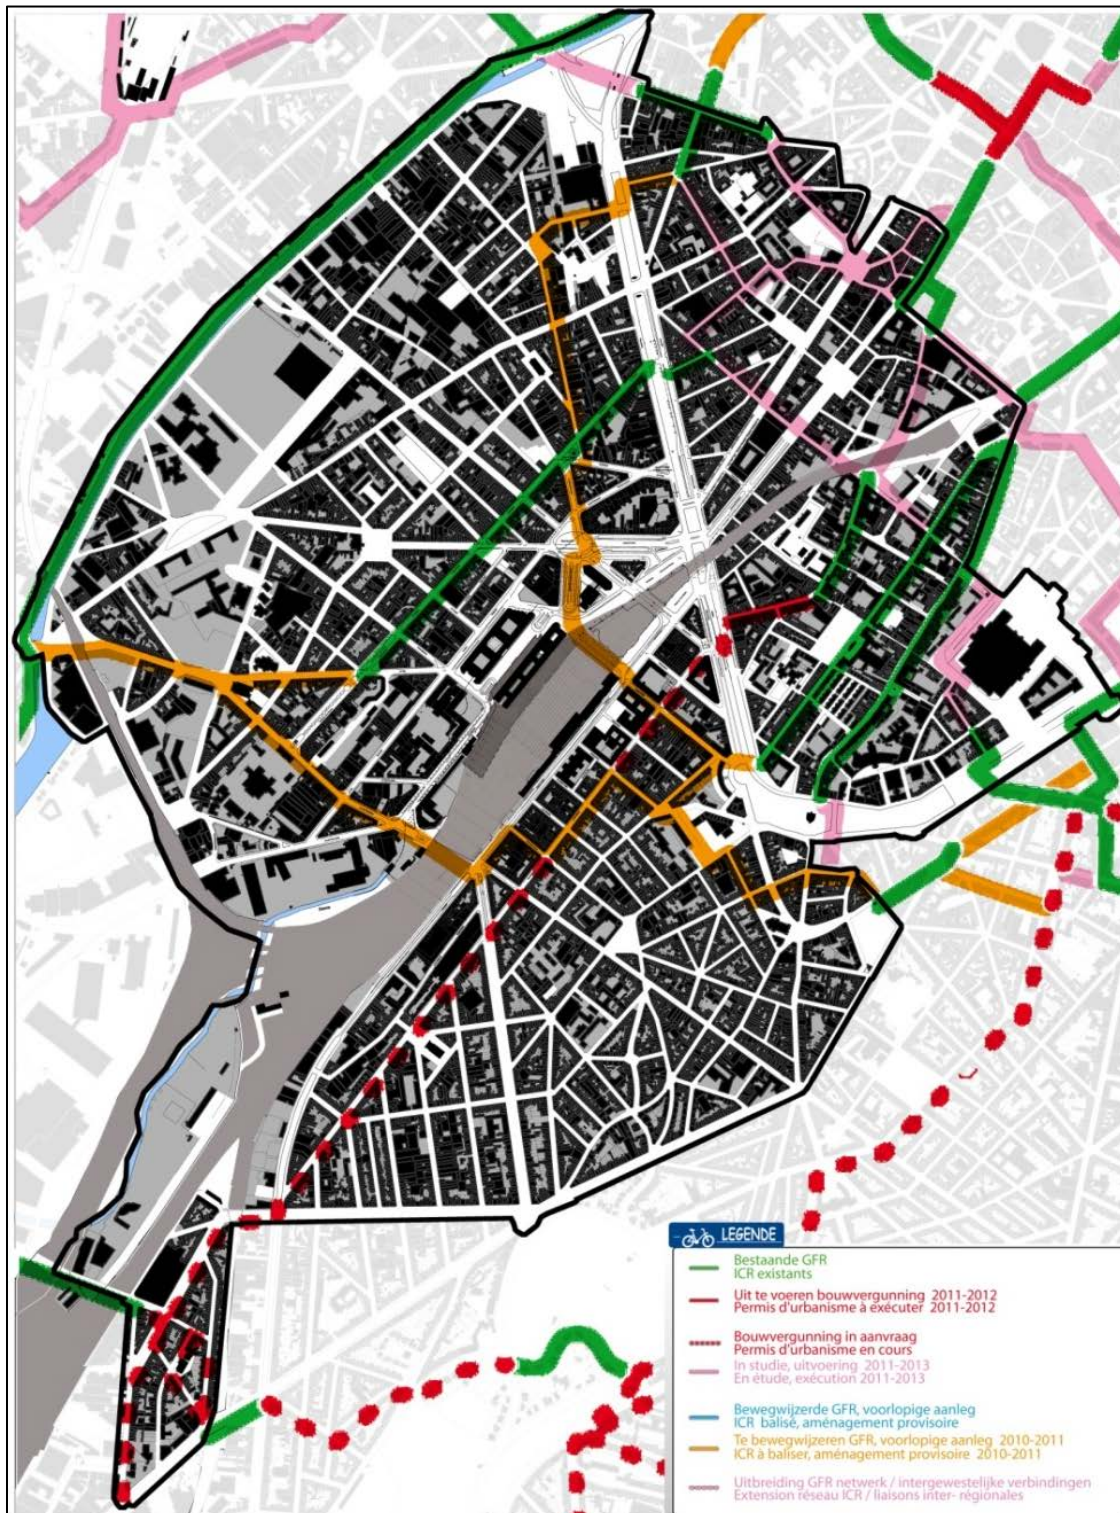 LEGENDE
Bestaande GFR
ICR existants
Uit te voeren bouwvergunning 2011-2012
Permis d'urbanisme à exécuter 2011-2012
Bouwvergunning in aanvraag
Permis d'urbanisme en cours
In studie, uitvoering 2011-2013
En étude, exécution 2011-2013
Bewegwijzerde GFR, voorlopige aanleg
ICR balisé, aménagement provisoire
Te bewegwijzeren GFR, voorlopige aanleg 2010-2011
ICR à baliser, aménagement provisoire 2010-2011
Uitbreiding GFR netwerk / intergewestelijke verbindingen
Extension réseau ICR / liaisons inter- régionales